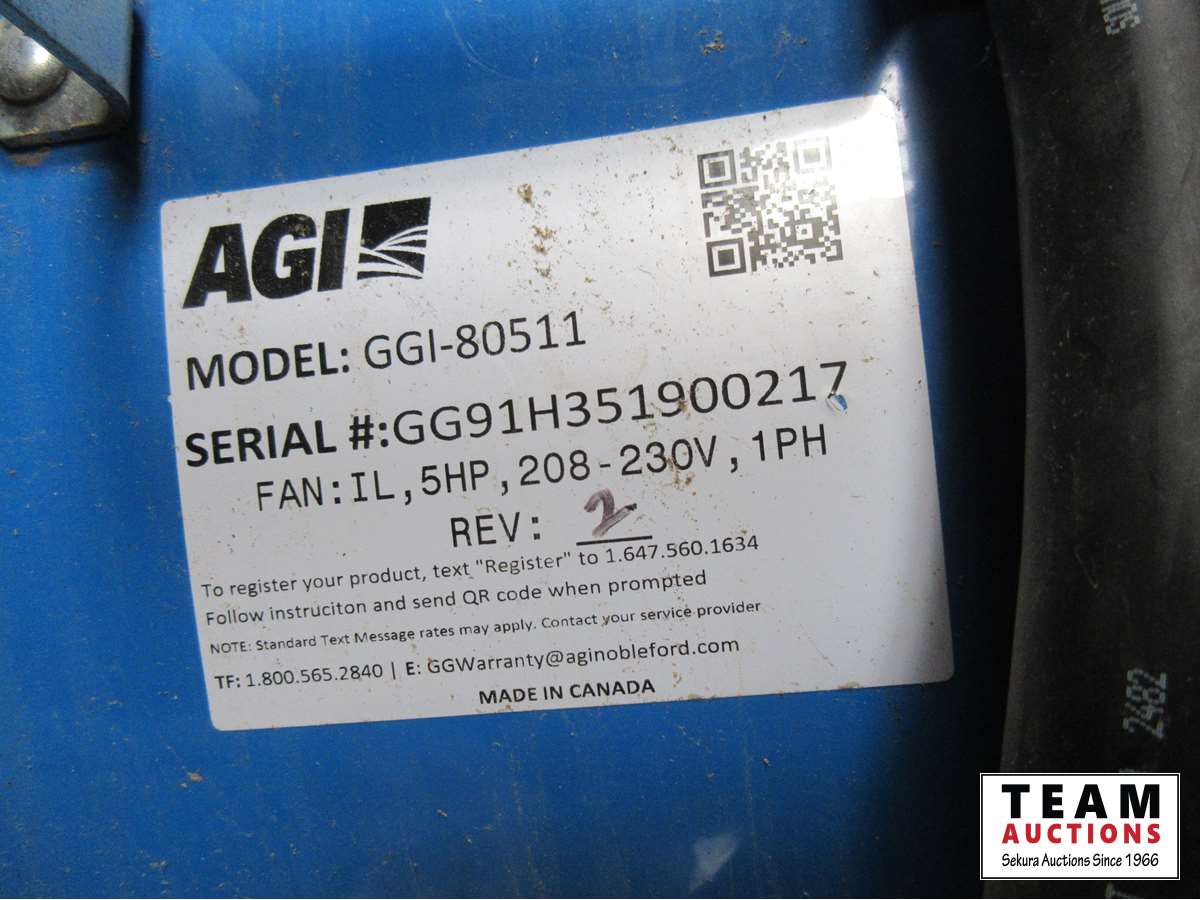 AGI
MODEL: GGI-80511
SERIAL #:GG91H351900217
FAN:IL,5HP,208-230V,1PH
REV: 2
To register your product, text "Register" to 1.647.560.1634
Follow instruciton and send QR code when prompted
NOTE: Standard Text Message rates may apply. Contact your service provider
TF: 1.800.565.2840 | E: GGWarranty@aginobleford.com
MADE IN CANADA
2482
TEAM
AUCTIONS
Sekura Auctions Since 1966